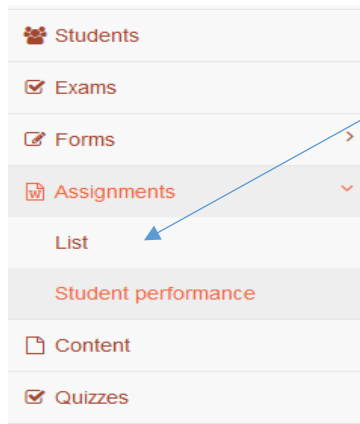 Students
Exams
Forms
Assignments
List
Student performance
Content
Quizzes